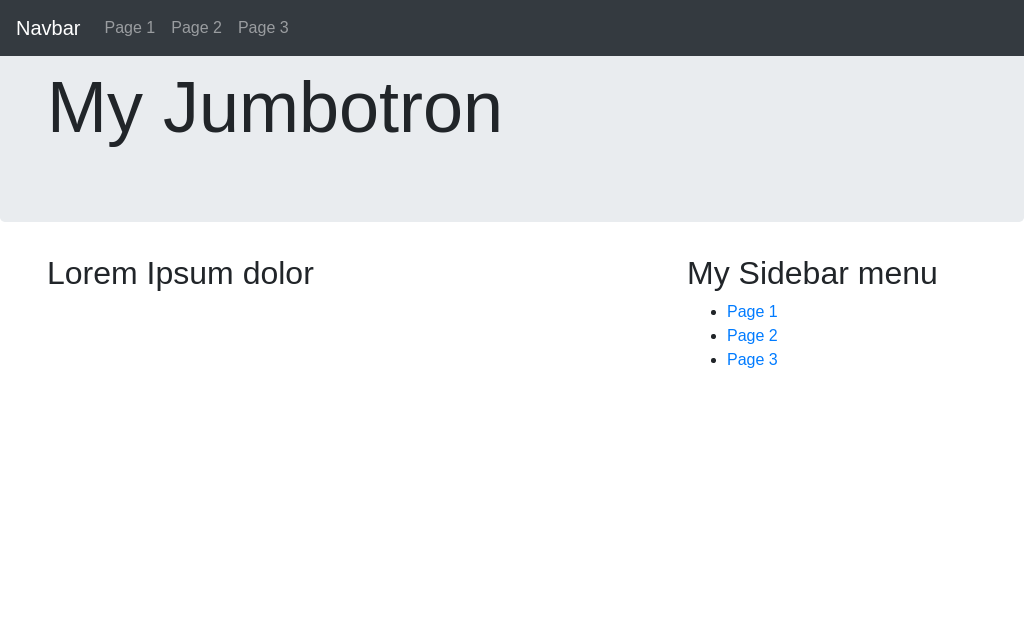 Navbar Page 1 Page 2 Page 3
My Jumbotron
Lorem Ipsum dolor
My Sidebar menu
Page 1
Page 2
Page 3